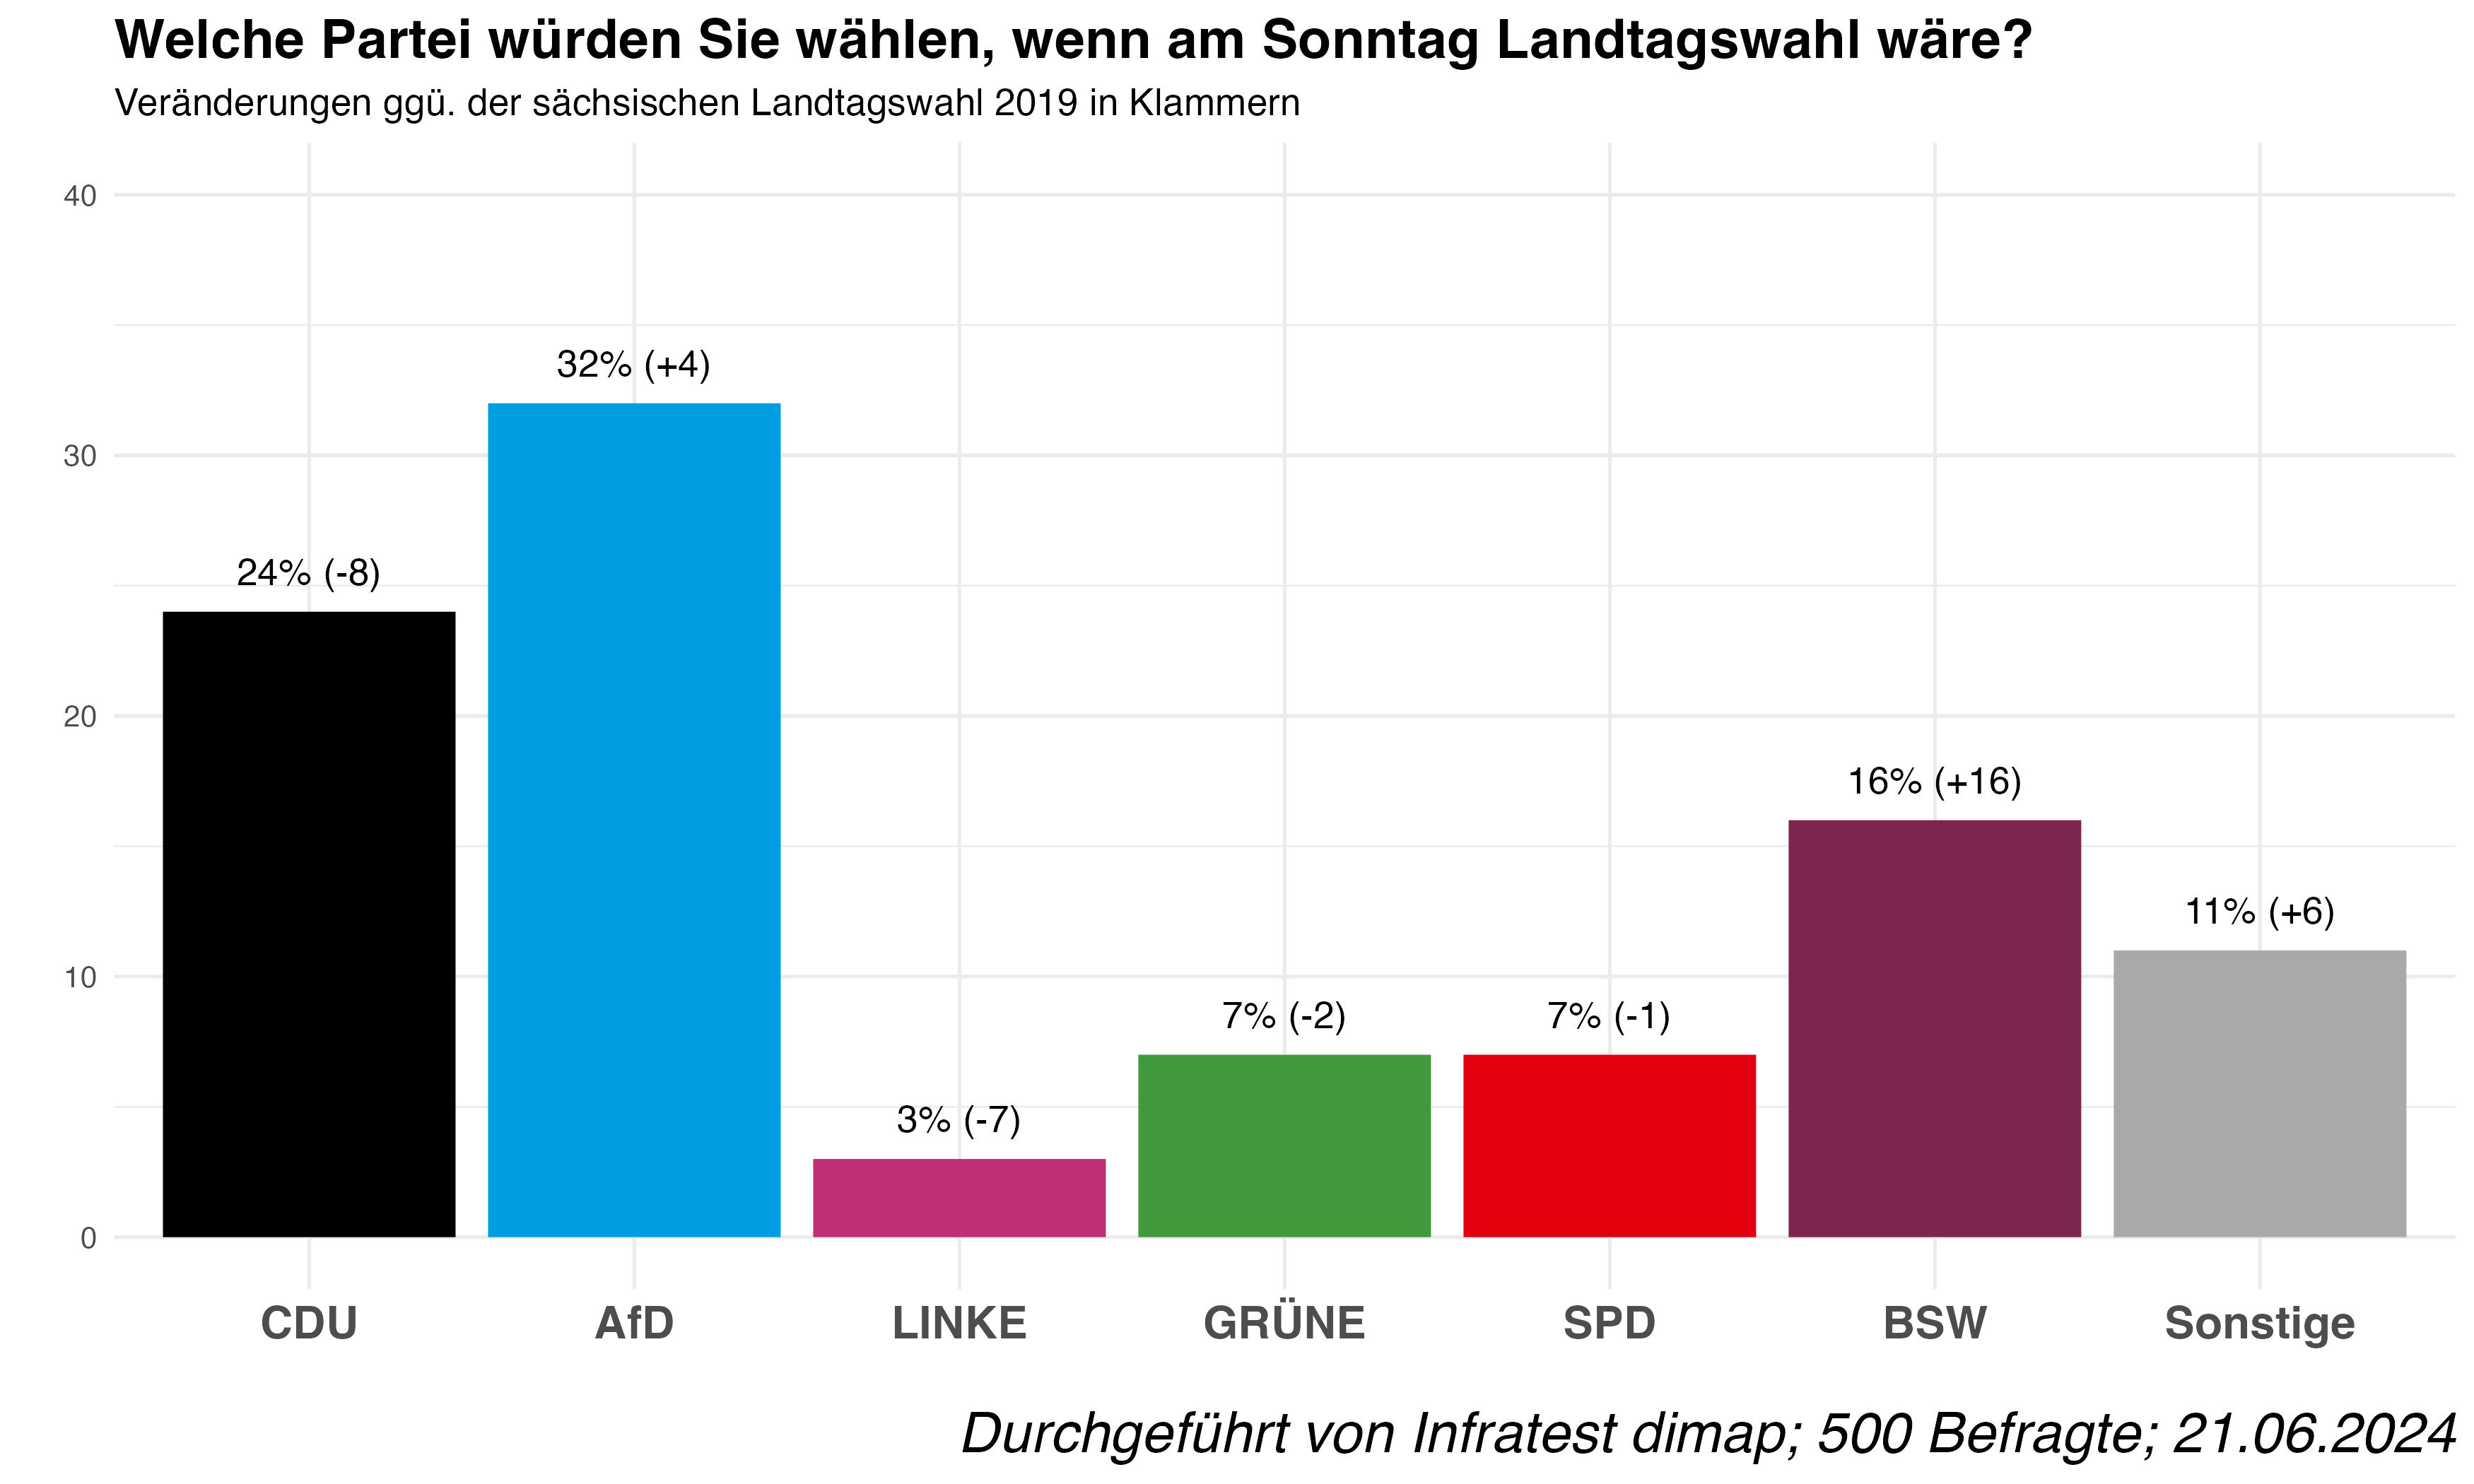 Welche Partei würden Sie wählen, wenn am Sonntag Landtagswahl wäre?
Veränderungen ggü. der sächsischen Landtagswahl 2019 in Klammern
40
30
20
10
0
24% (-8)
32% (+4)
3% (-7)
7% (-2)
7% (-1)
16% (+16)
11% (+6)
CDU
AfD
LINKE
GRÜNE
SPD
BSW
Sonstige
Durchgeführt von Infratest dimap; 500 Befragte; 21.06.2024